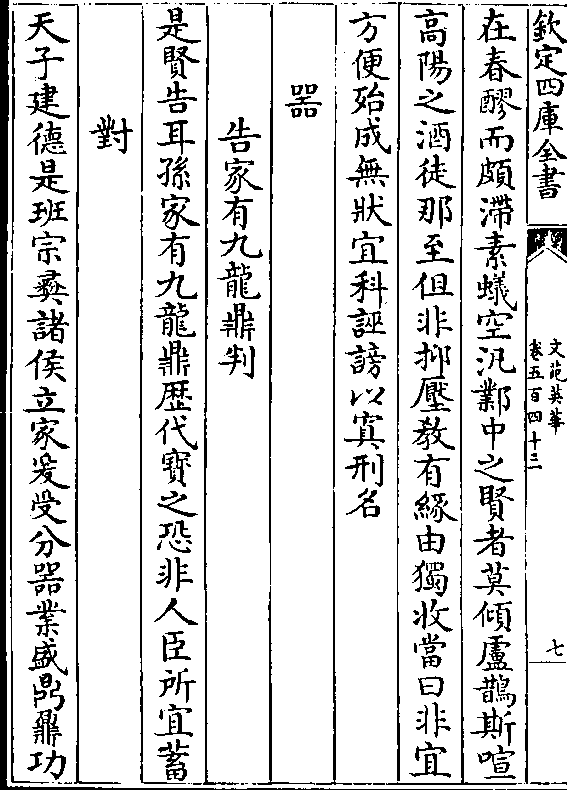 欽定四庫全書
文苑英華
卷五百四十三
七
在春醪而頗滯素蟻空汎鄴中之賢者莫傾盧鵲斯喧
高陽之酒徒那至但非抑壓教有緣由獨收當日非宜
方便殆成無狀宜科誣謗以寘刑名
器
告家有九龍鼎判
是賢告耳孫家有九龍鼎歴代寳之恐非人臣所宜蓄
對
天子建德是班宗彛諸侯立家爰受分器業盛鼎功